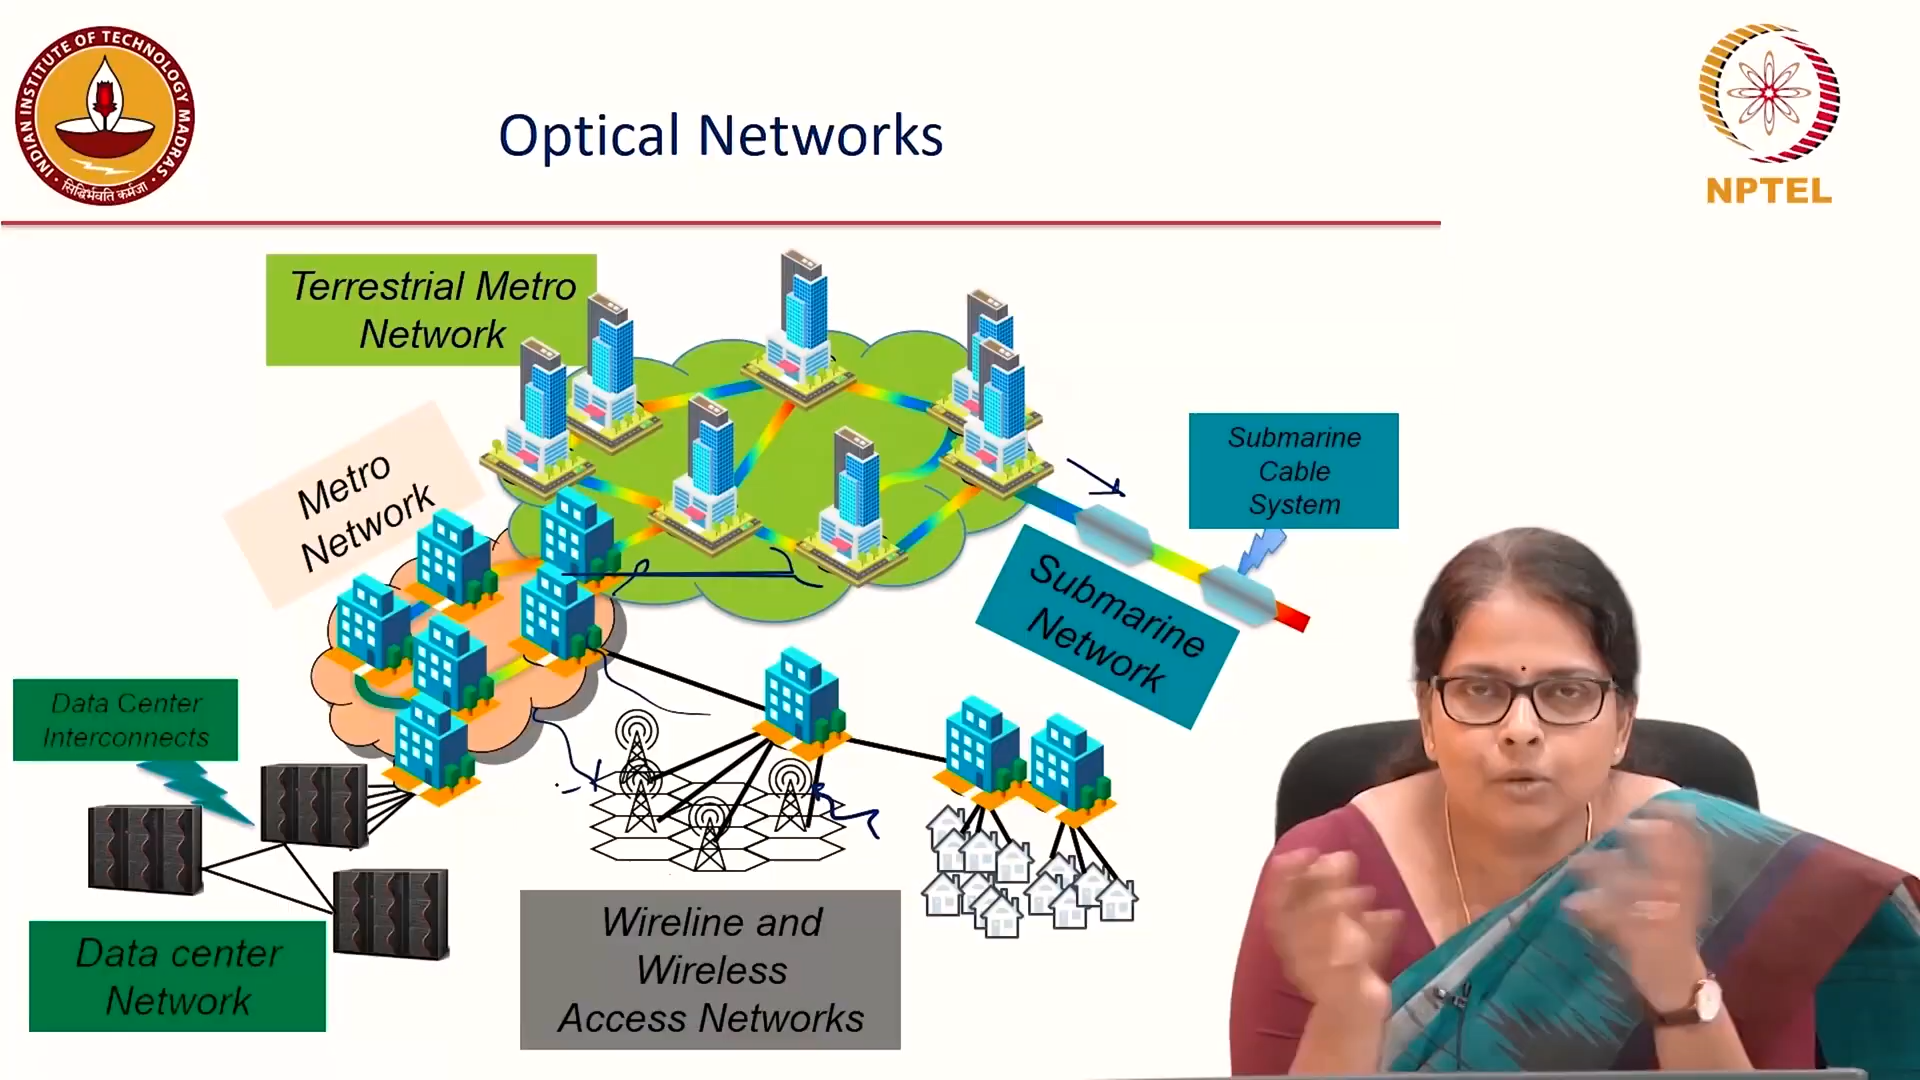 INDIAN INSTITUTE OF TECHNOLOGY MADRAS
सिद्धिर्भवति कर्मजा
Optical Networks
NPTEL
Terrestrial Metro
Network
Metro
Network
Submarine
Cable
System
Submarine
Network
Data Center
Interconnects
Data center
Network
Wireline and
Wireless
Access Networks